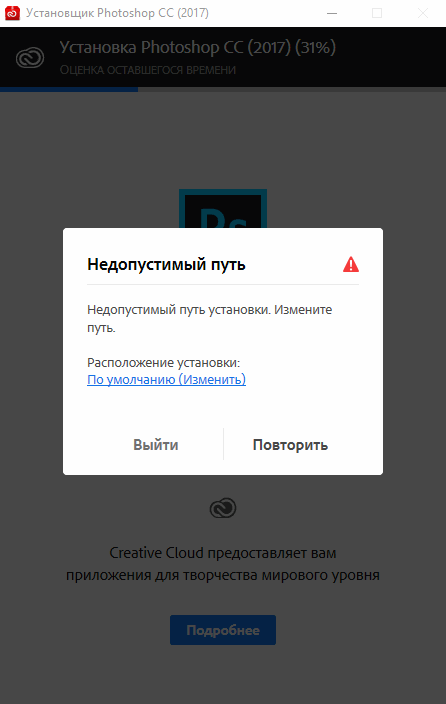 Установщик Photoshop CC (2017)
Установка Photoshop CC (2017) (31%)
Оценка оставшегося времени
Ps
Недопустимый путь
Недопустимый путь установки. Измените
путь.
Расположение установки:
По умолчанию (Изменить)
Выйти
Повторить
Creative Cloud предоставляет вам
приложения для творчества мирового уровня
Подробнее